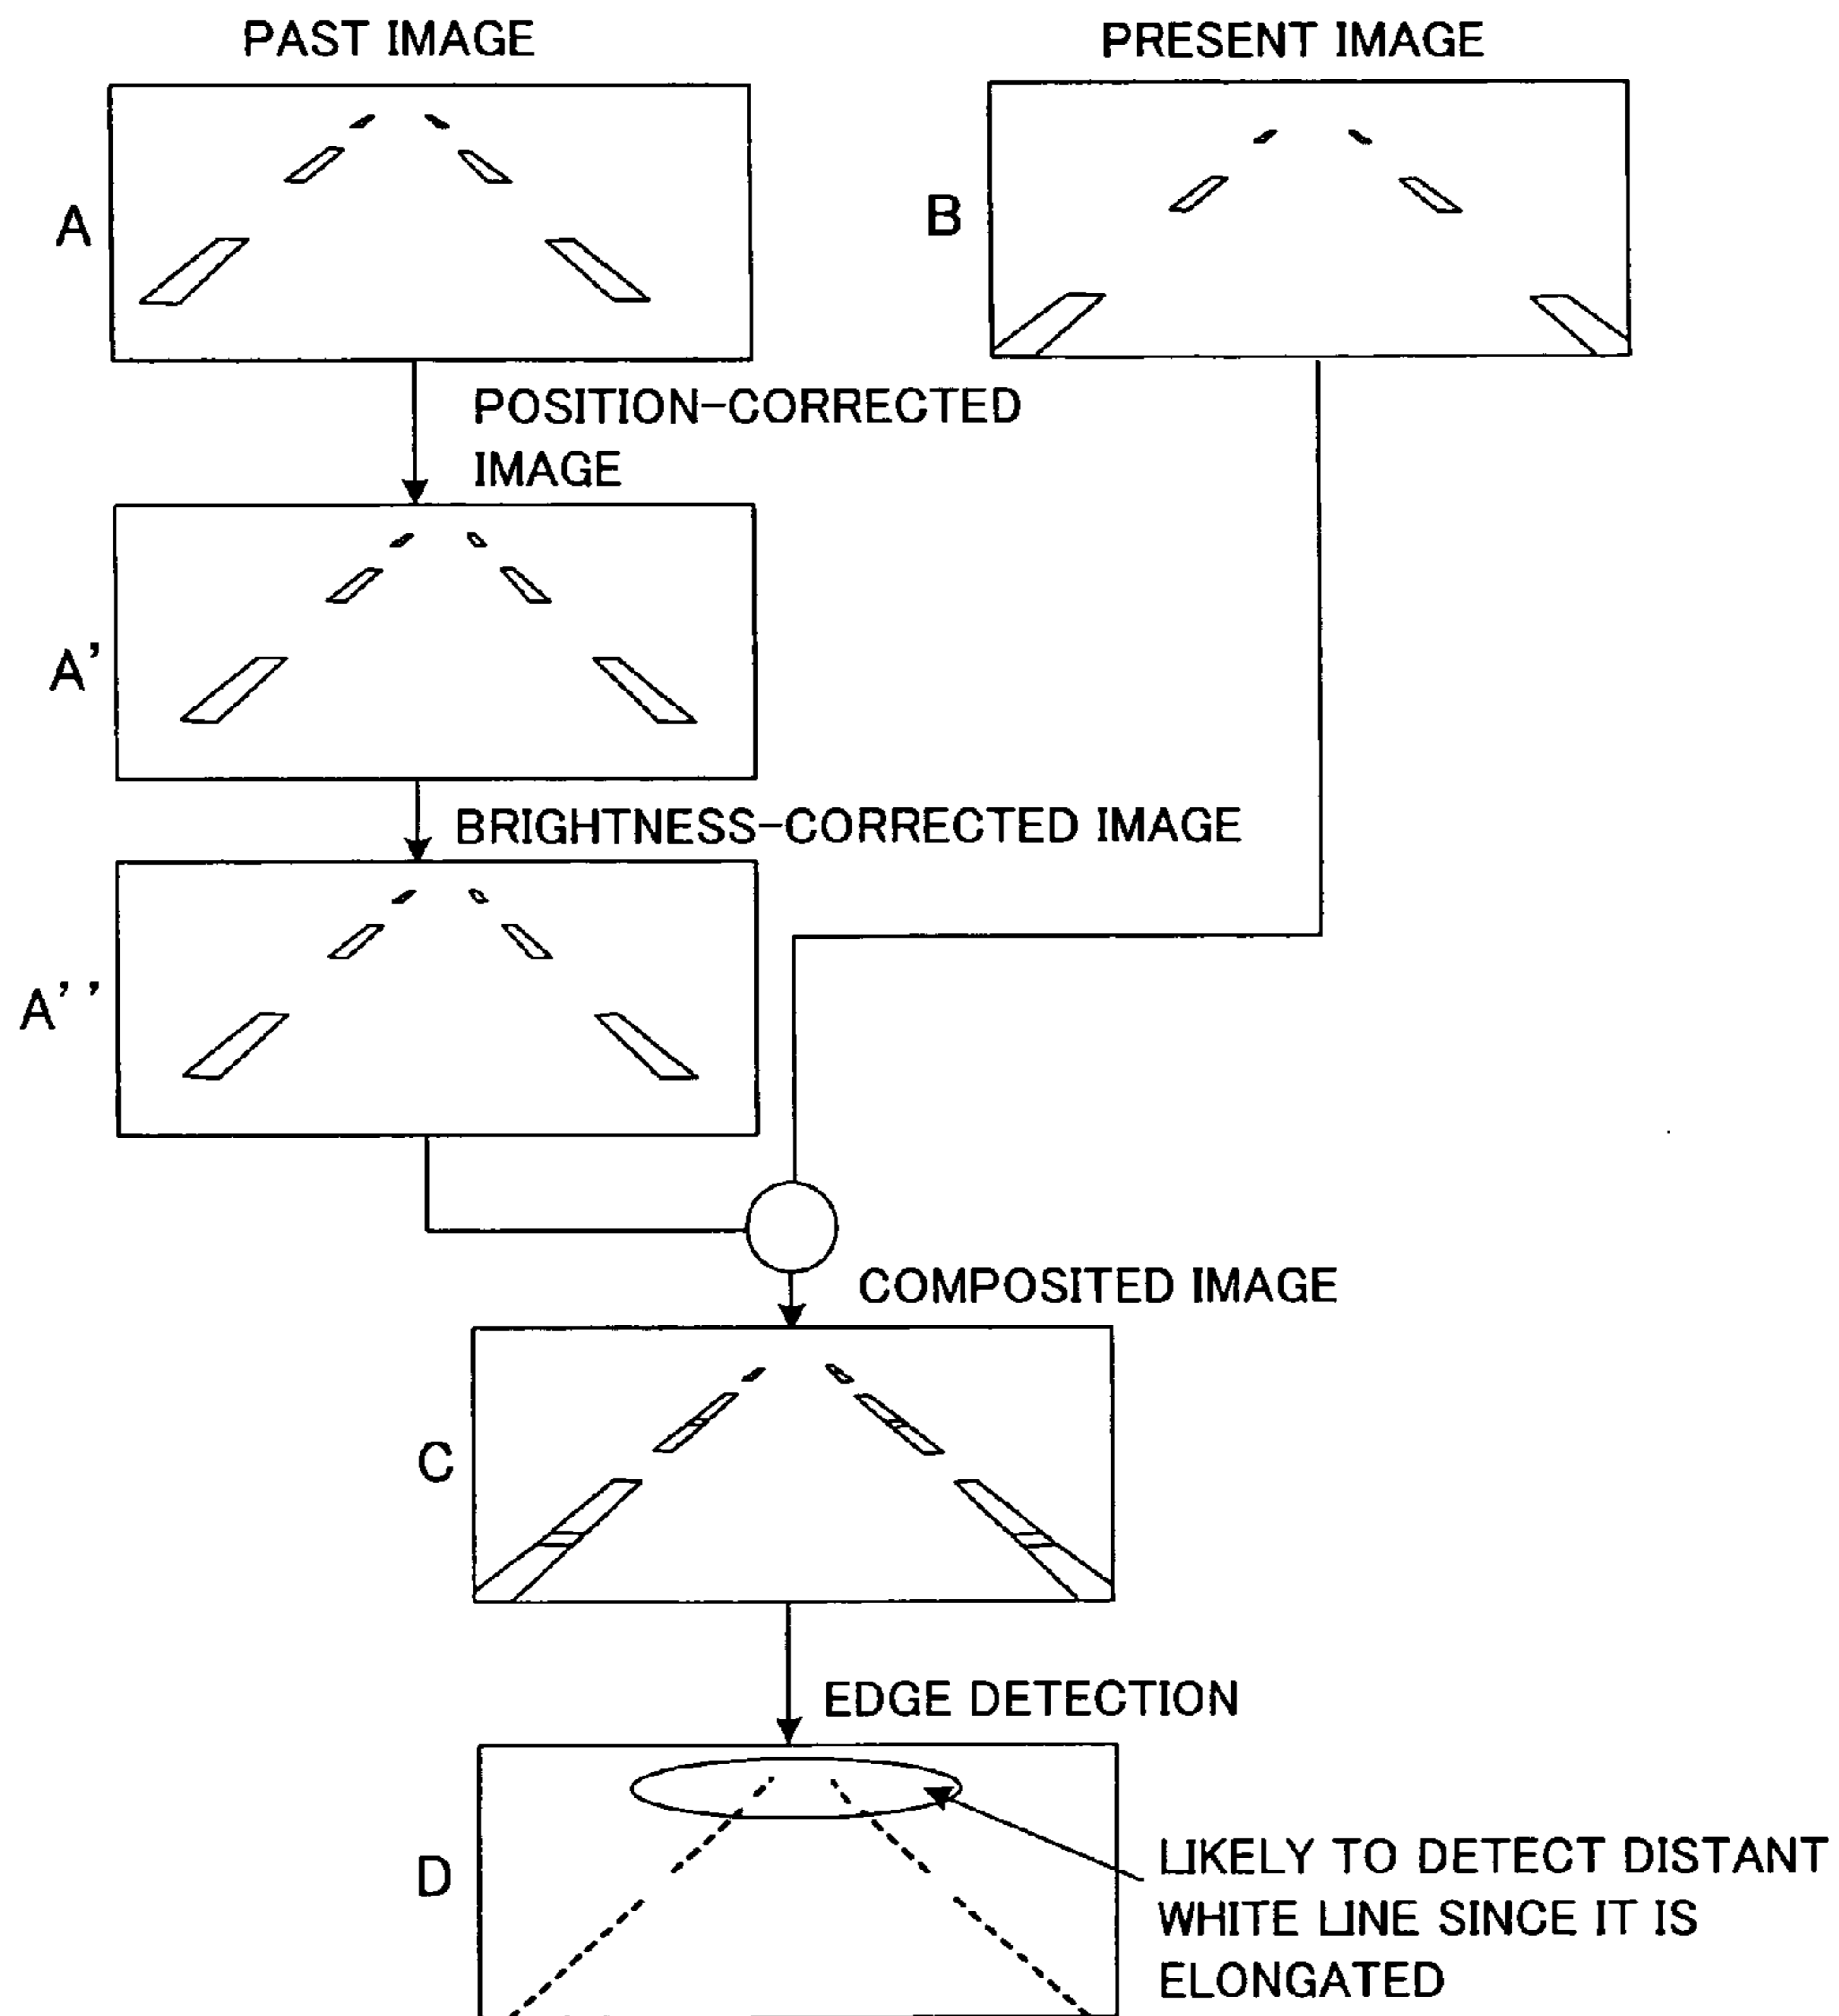 PAST IMAGE
PRESENT IMAGE
A
B
POSITION-CORRECTED
IMAGE
A'
BRIGHTNESS-CORRECTED IMAGE
A''
COMPOSITED IMAGE
C
EDGE DETECTION
D
LIKELY TO DETECT DISTANT
WHITE LINE SINCE IT IS
ELONGATED